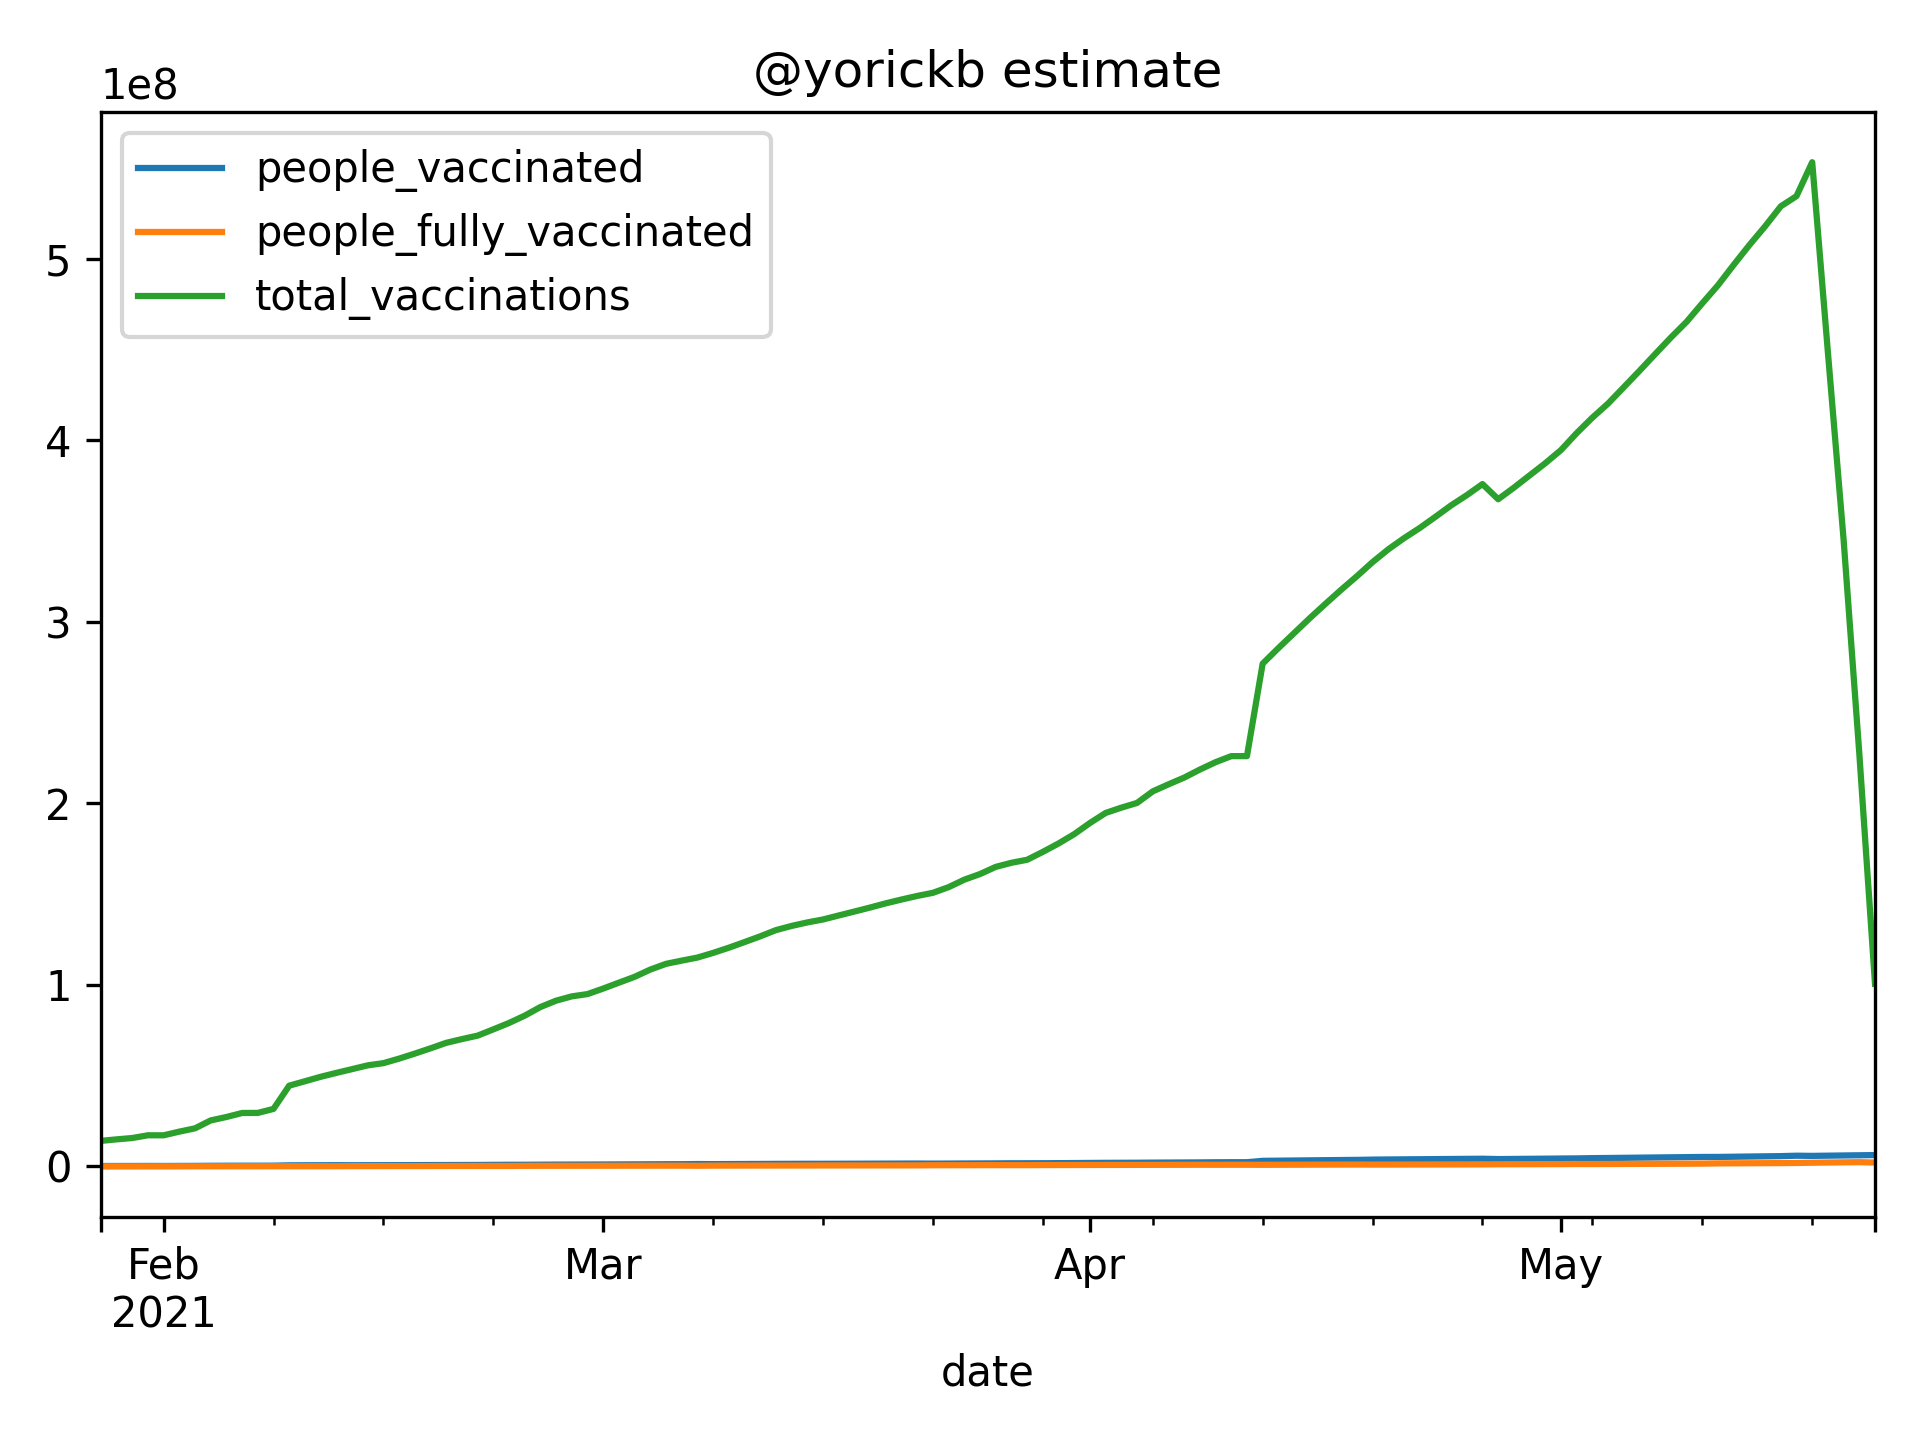 @yorickb estimate
1e8
people_vaccinated
people_fully_vaccinated
total_vaccinations
5
4
3
2
1
0
Feb Mar Apr May
2021
date